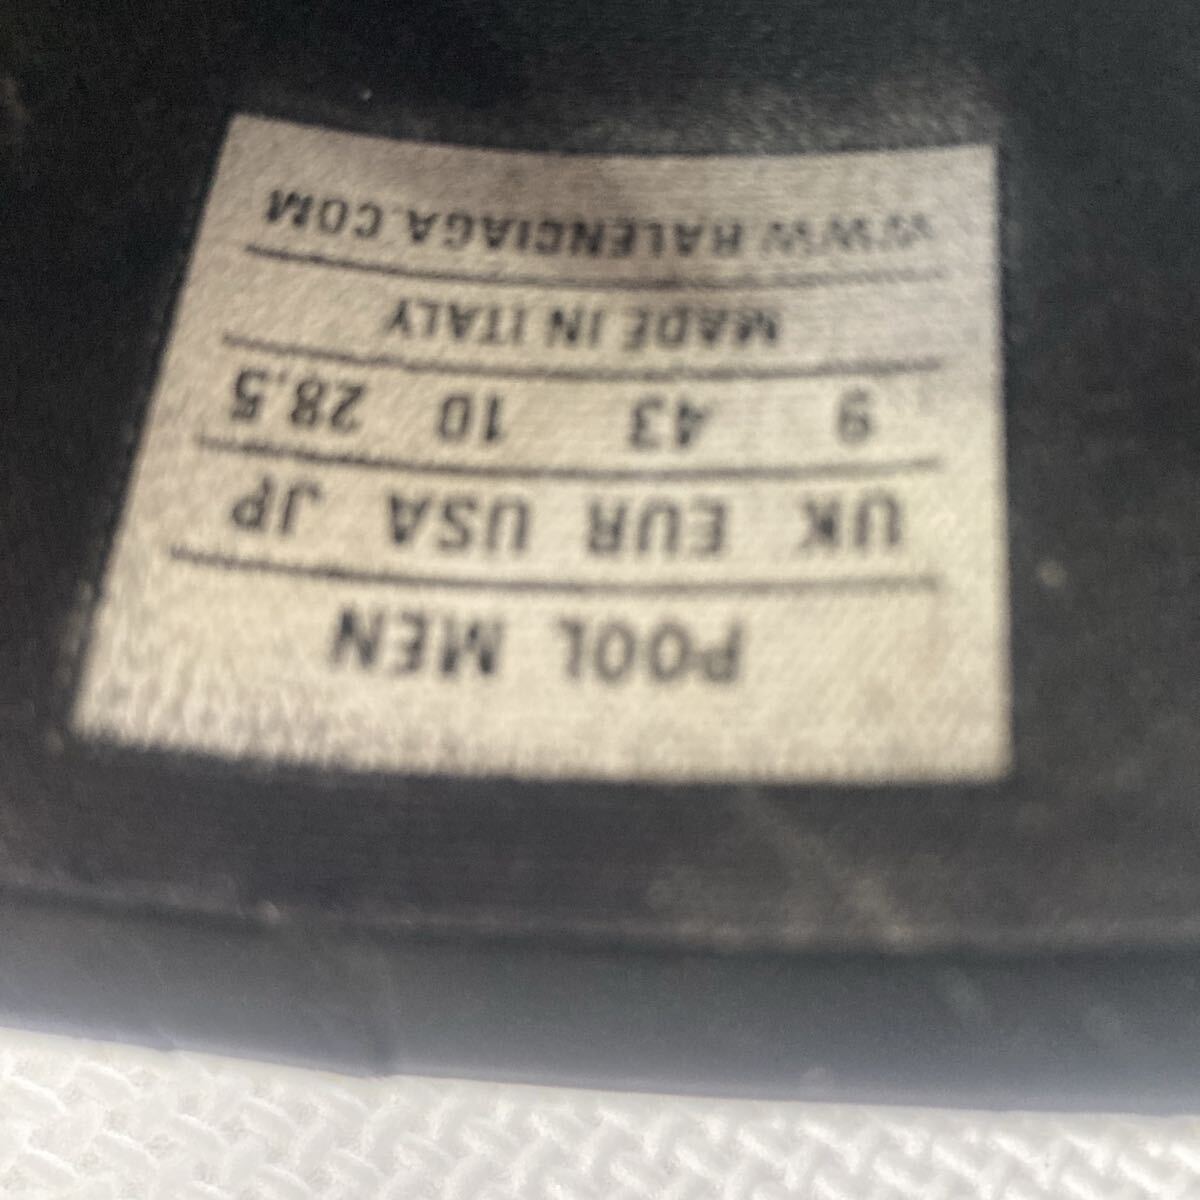 POOL MEN
UK EUR USA JP
9 43 10 28.5
MADE IN ITALY
WWW.BALENCIAGA.COM